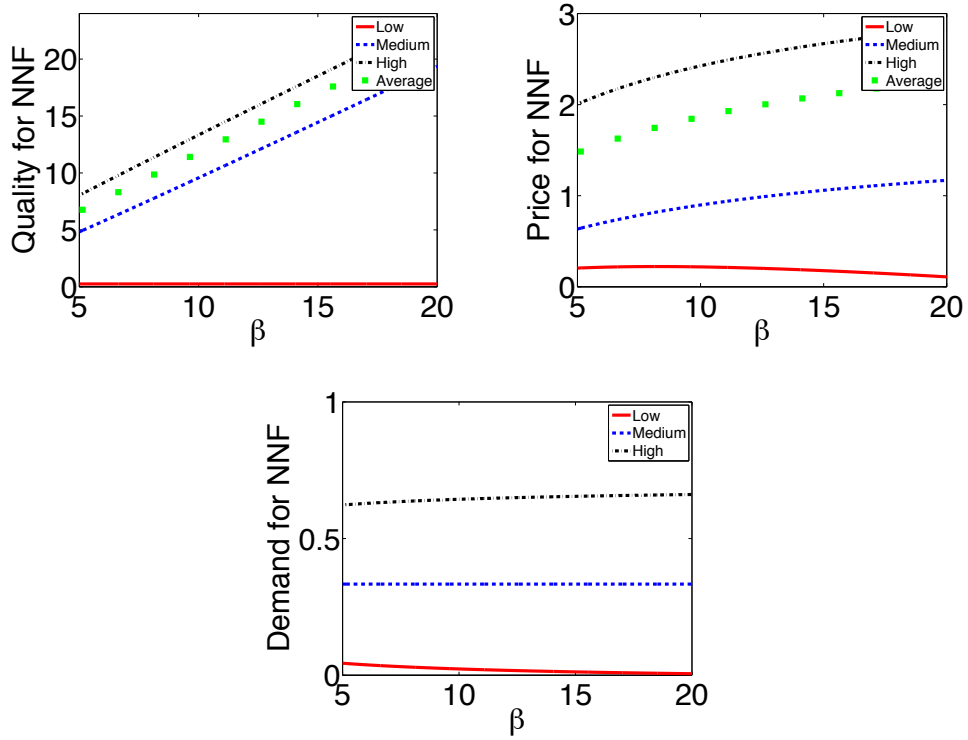 Quality for NNF
20
15
10
5
0
5
10
15
20
β
Low
Medium
High
Average
Price for NNF
3
2
1
0
5
10
15
20
β
Low
Medium
High
Average
Demand for NNF
1
0.5
0
5
10
15
20
β
Low
Medium
High